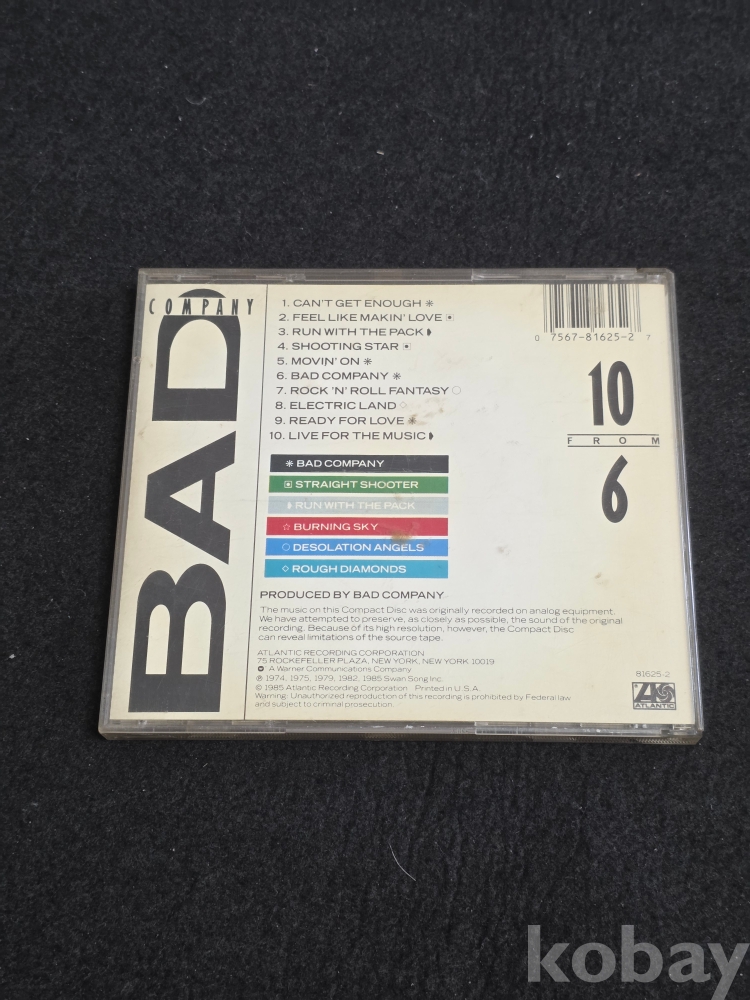 COMPANY
BAD
1. CAN'T GET ENOUGH ✳
2. FEEL LIKE MAKIN' LOVE ▣
3. RUN WITH THE PACK ◗
4. SHOOTING STAR ▣
5. MOVIN' ON ✳
6. BAD COMPANY ✳
7. ROCK 'N' ROLL FANTASY ◌
8. ELECTRIC LAND ◇
9. READY FOR LOVE ✳
10. LIVE FOR THE MUSIC ◗
✳ BAD COMPANY
▣ STRAIGHT SHOOTER
◗ RUN WITH THE PACK
☆ BURNING SKY
◌ DESOLATION ANGELS
◇ ROUGH DIAMONDS
0 7567-81625-2 7
10
FROM
6
PRODUCED BY BAD COMPANY
The music on this Compact Disc was originally recorded on analog equipment.
We have attempted to preserve, as closely as possible, the sound of the original
recording. Because of its high resolution, however, the Compact Disc
can reveal limitations of the source tape.
ATLANTIC RECORDING CORPORATION
75 ROCKEFELLER PLAZA, NEW YORK, NEW YORK 10019
A Warner Communications Company
℗ 1974, 1975, 1979, 1982, 1985 Swan Song Inc.
© 1985 Atlantic Recording Corporation Printed in U.S.A.
Warning: Unauthorized reproduction of this recording is prohibited by Federal law
and subject to criminal prosecution.
81625-2
ATLANTIC
kobay